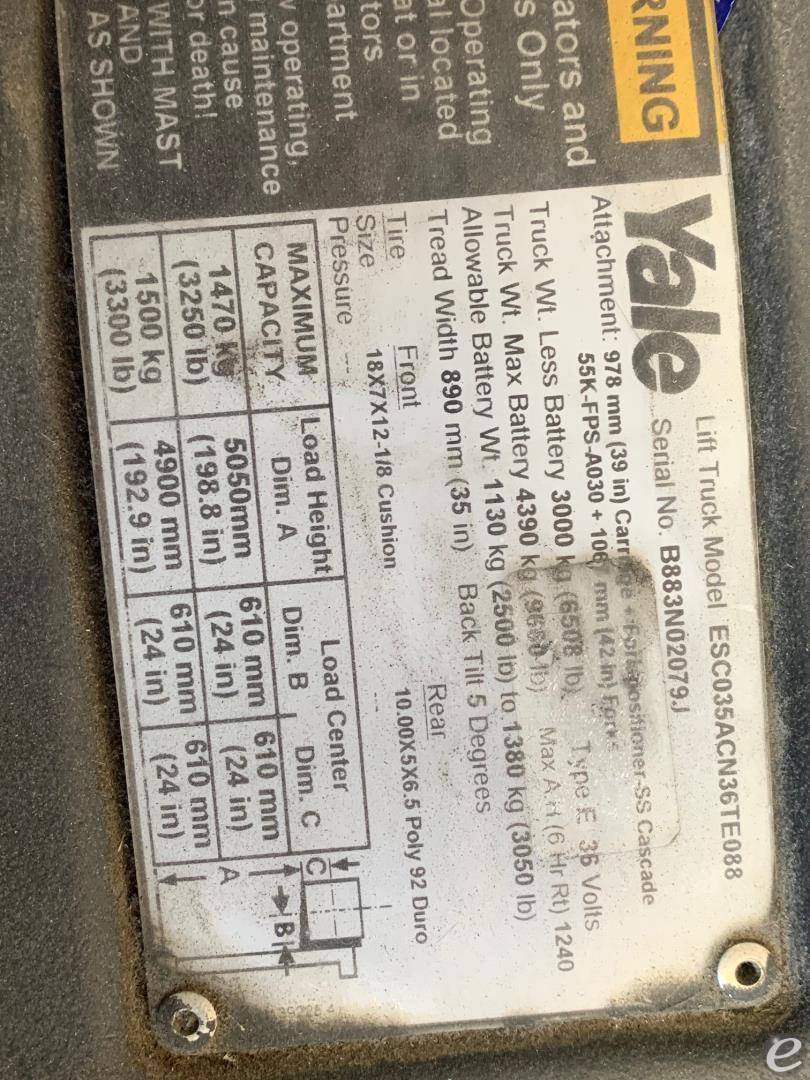 RNING
ators and
s Only
Operating
al located
at or in
tors
artment
operating,
maintenance
n cause
or death!
WITH MAST
AND
AS SHOWN
Yale
Lift Truck Model ESC035ACN36TE088
Serial No. B883N02079J
Attachment: 978 mm (39 in) Carriage + Forkpositioner-SS Cascade
55K-FPS-A030 + 1067 mm (42 in) Forks
Truck Wt. Less Battery 3000 kg (6508 lb) Type E 36 Volts
Truck Wt. Max Battery 4390 kg lb) Max A-H (6 Hr Rt) 1240
Allowable Battery Wt. 1130 kg (2500 lb) to 1380 kg (3050 lb)
Tread Width 890 mm (35 in) Back Tilt 5 Degrees
Tire Front Rear
Size 18X7X12-1/8 Cushion 10.00X5X6.5 Poly 92 Duro
Pressure --- ---
MAXIMUM CAPACITY Load Height Dim. A Load Center Dim. B Dim. C
1470 kg (3250 lb) 5050mm (198.8 in) 610 mm (24 in) 610 mm (24 in)
1500 kg (3300 lb) 4900 mm (192.9 in) 610 mm (24 in) 610 mm (24 in)
C
B
A
e